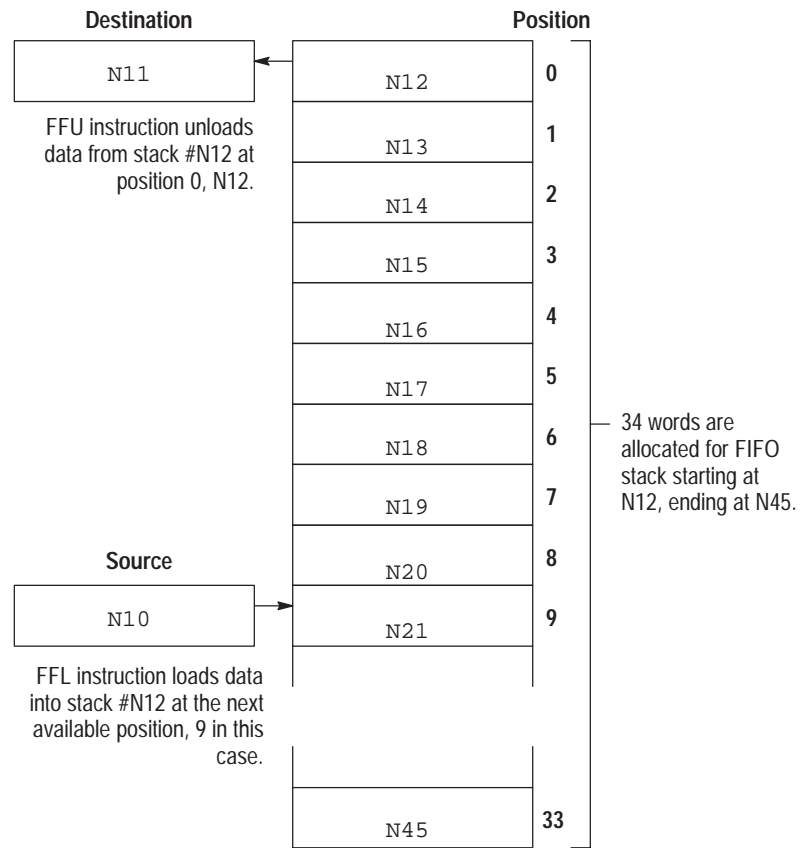 Destination
Position
N11
N12
0
FFU instruction unloads
data from stack #N12 at
position 0, N12.
N13
1
N14
2
N15
3
N16
4
N17
5
N18
6
34 words are
allocated for FIFO
stack starting at
N12, ending at N45.
N19
7
Source
N20
8
N10
N21
9
FFL instruction loads data
into stack #N12 at the next
available position, 9 in this
case.
N45
33